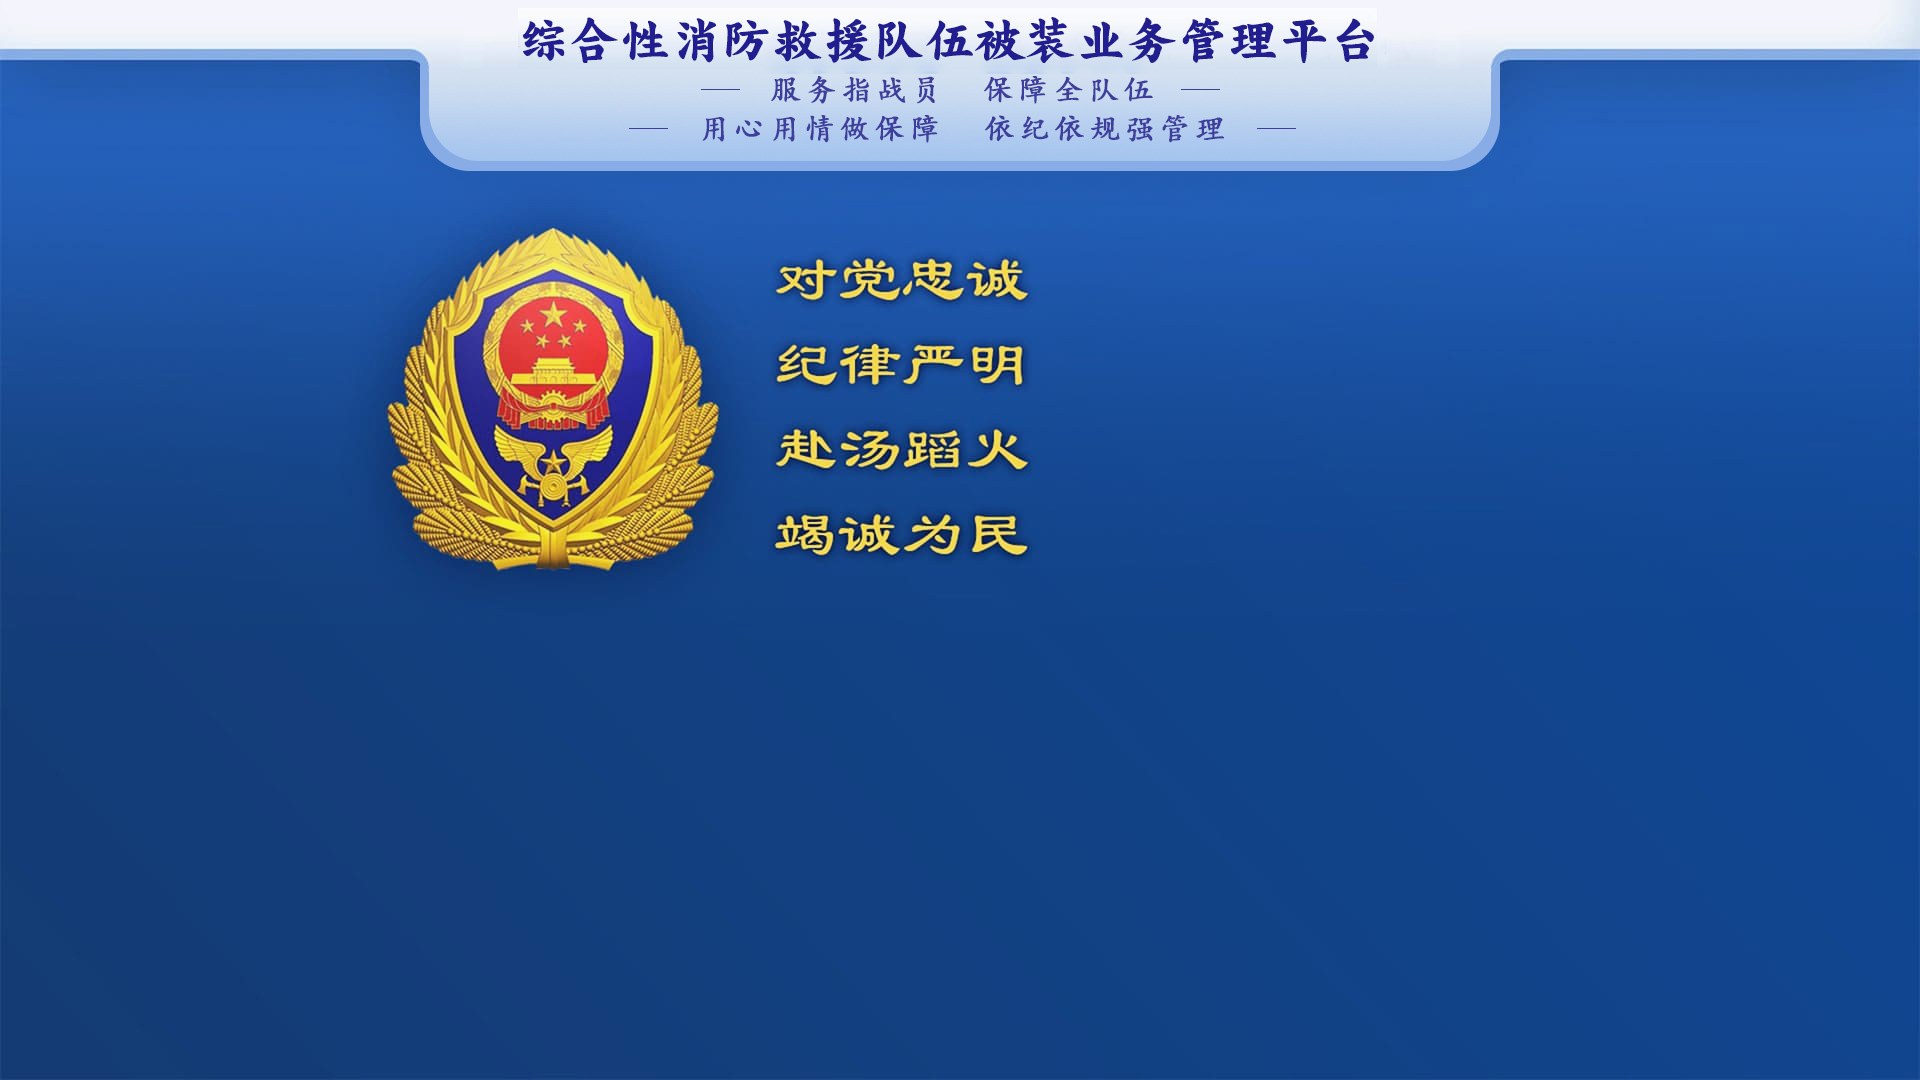 综合性消防救援队伍被装业务管理平台
服务指战员 保障全队伍
用心用情做保障 依纪依规强管理
对党忠诚
纪律严明
赴汤蹈火
竭诚为民